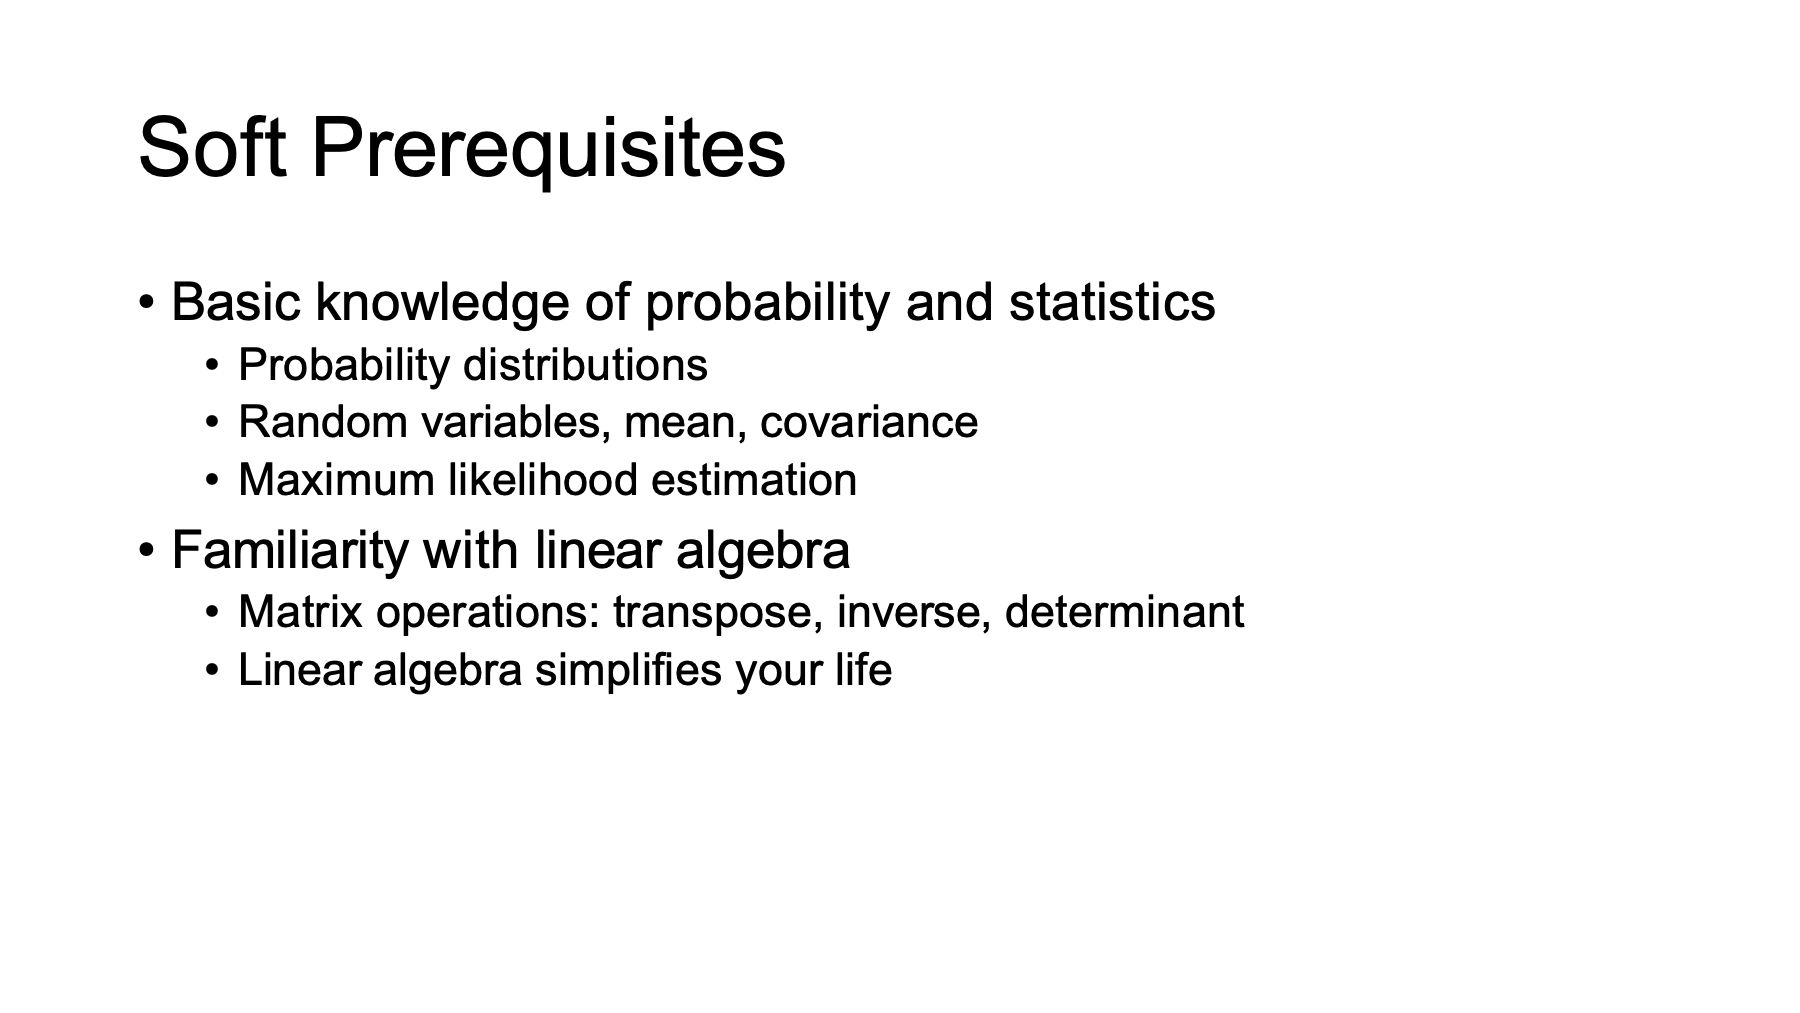 Soft Prerequisites
• Basic knowledge of probability and statistics
• Probability distributions
• Random variables, mean, covariance
• Maximum likelihood estimation
• Familiarity with linear algebra
• Matrix operations: transpose, inverse, determinant
• Linear algebra simplifies your life